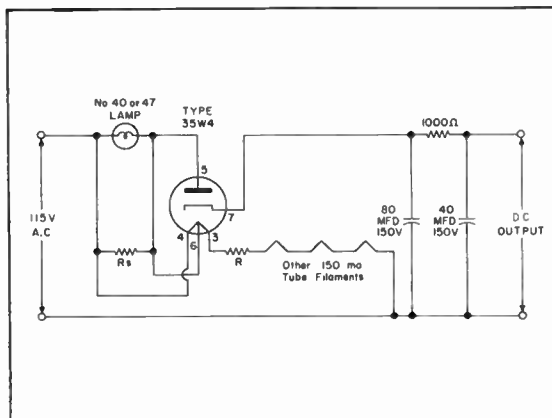 No 40 or 47
LAMP
TYPE
35W4
1000Ω
5
7
4
6
3
115V
A.C
Rs
R
Other 150 ma
Tube Filaments
80
MFD
150V
40
MFD
150V
DC
OUTPUT